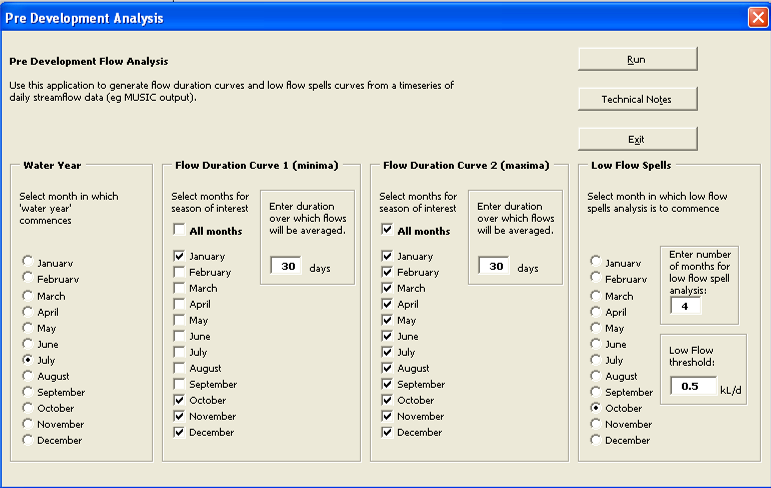 Pre Development Analysis
Pre Development Flow Analysis
Use this application to generate flow duration curves and low flow spells curves from a timeseries of
daily streamflow data (eg MUSIC output).
Run
Technical Notes
Exit
Water Year
Select month in which
'water year'
commences
January
February
March
April
May
June
July
August
September
October
November
December
Flow Duration Curve 1 (minima)
Select months for
season of interest
All months
January
February
March
April
May
June
July
August
September
October
November
December
Enter duration
over which flows
will be averaged.
30 days
Flow Duration Curve 2 (maxima)
Select months for
season of interest
All months
January
February
March
April
May
June
July
August
September
October
November
December
Enter duration
over which flows
will be averaged.
30 days
Low Flow Spells
Select month in which low flow
spells analysis is to commence
January
February
March
April
May
June
July
August
September
October
November
December
Enter number
of months for
low flow spell
analysis:
4
Low Flow
threshold:
0.5 kL/d